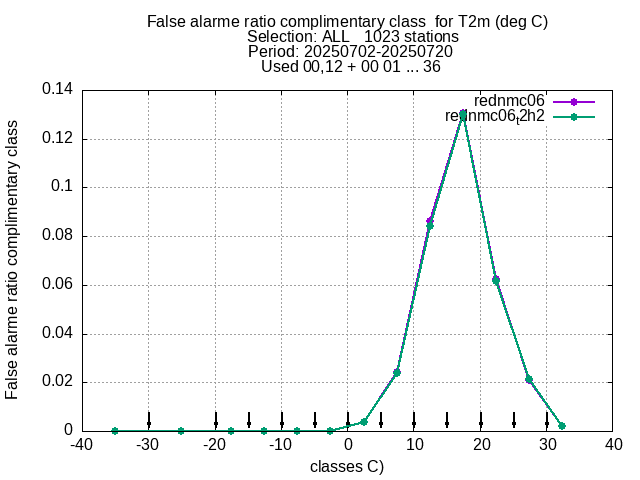 False alarme ratio complimentary class  for T2m (deg C)
Selection: ALL   1023 stations
Period: 20250702-20250720
Used 00,12 + 00 01 ... 36
rednmc06
rednmc06t2h2
0.14
0.12
0.1
0.08
0.06
0.04
0.02
0
False alarme ratio complimentary class
-40 -30 -20 -10 0 10 20 30 40
classes C)